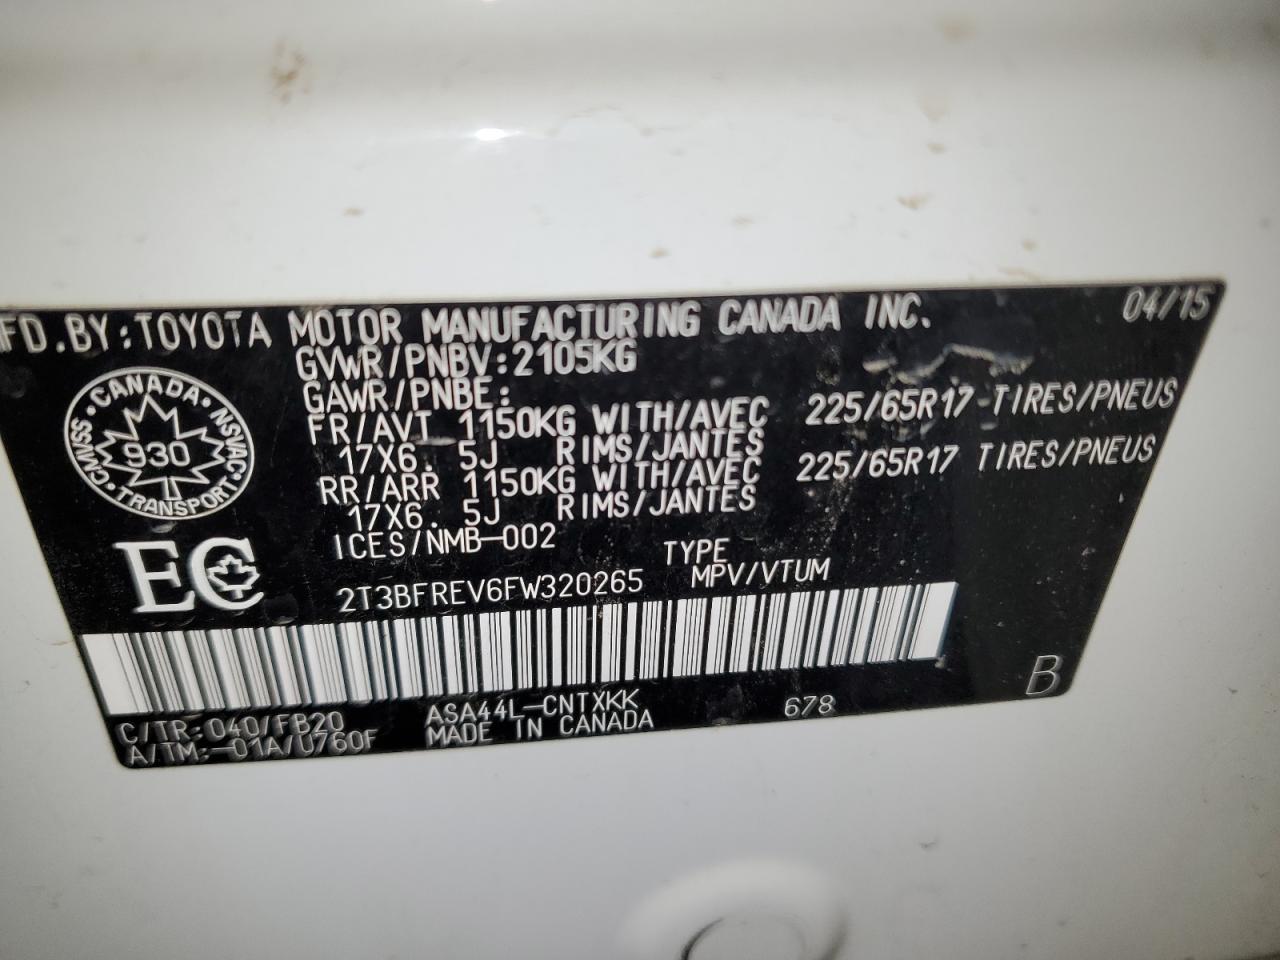 FD. BY: TOYOTA MOTOR MANUFACTURING CANADA INC. 04/15
GVWR/PNBV: 2105KG
GAWR/PNBE:
FR/AVT 1150KG WITH/AVEC 225/65R17 TIRES/PNEUS
17X6. 5J RIMS/JANTES
RR/ARR 1150KG WITH/AVEC 225/65R17 TIRES/PNEUS
17X6. 5J RIMS/JANTES
ICES/NMB-002
CANADA
CMVSS NSVAC
930
TRANSPORT
EC
TYPE
2T3BFREV6FW320265 MPV/VTUM
C/TR: 040/FB20 ASA44L-CNTXKK 678 B
A/TM: -01A/U760F MADE IN CANADA